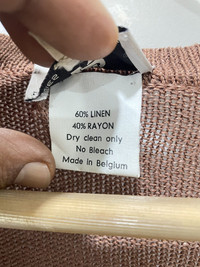 60% LINEN
40% RAYON
Dry clean only
No Bleach
Made in Belgium